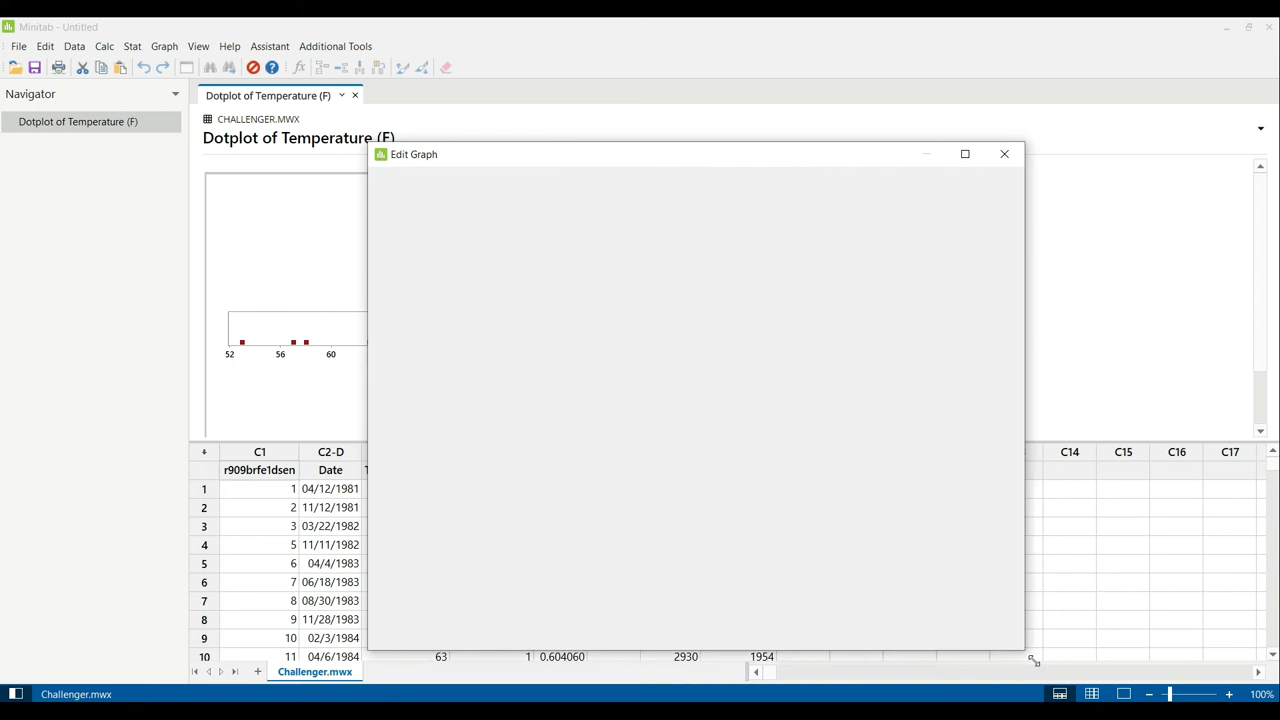 Minitab - Untitled
File Edit Data Calc Stat Graph View Help Assistant Additional Tools
Navigator
Dotplot of Temperature (F)
Dotplot of Temperature (F)
CHALLENGER.MWX
Dotplot of Temperature (F)
Edit Graph
52 56 60
C1 C2-D C14 C15 C16 C17
r909brfe1dsen Date
1 1 04/12/1981
2 2 11/12/1981
3 3 03/22/1982
4 5 11/11/1982
5 6 04/4/1983
6 7 06/18/1983
7 8 08/30/1983
8 9 11/28/1983
9 10 02/3/1984
10 11 04/6/1984 63 1 0.604060 2930 1954
Challenger.mwx
Challenger.mwx 100%